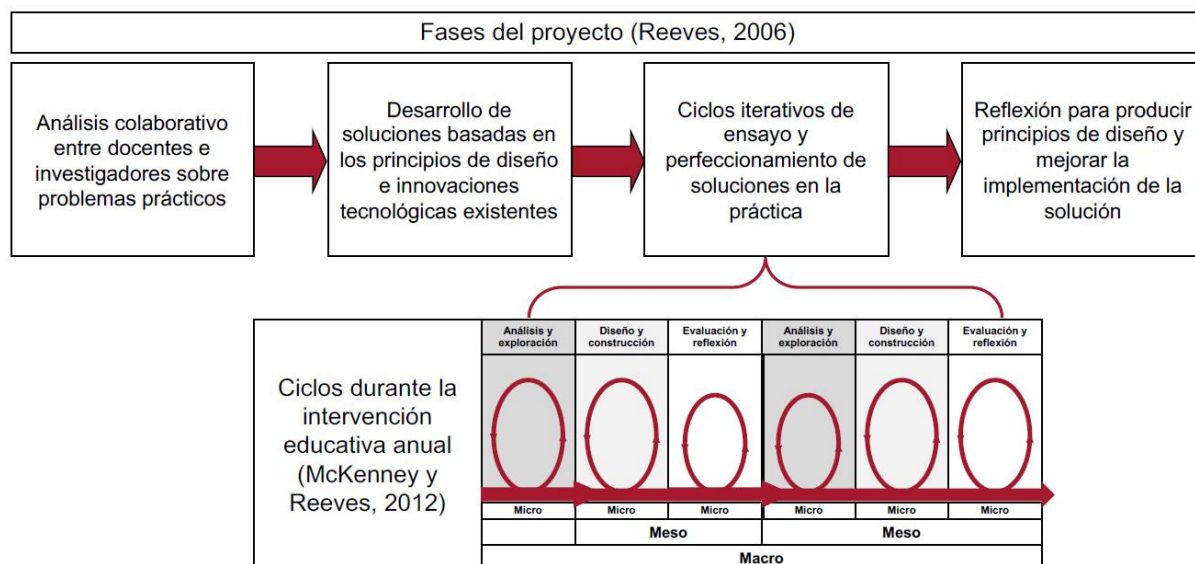 Fases del proyecto (Reeves, 2006)
Análisis colaborativo
entre docentes e
investigadores sobre
problemas prácticos
Desarrollo de
soluciones basadas en
los principios de diseño
e innovaciones
tecnológicas existentes
Ciclos iterativos de
ensayo y
perfeccionamiento de
soluciones en la
práctica
Reflexión para producir
principios de diseño y
mejorar la
implementación de la
solución
Ciclos durante la
intervención
educativa anual
(McKenney y
Reeves, 2012)
Análisis y
exploración
Diseño y
construcción
Evaluación y
reflexión
Análisis y
exploración
Diseño y
construcción
Evaluación y
reflexión
Micro
Micro
Micro
Micro
Micro
Micro
Meso
Meso
Macro